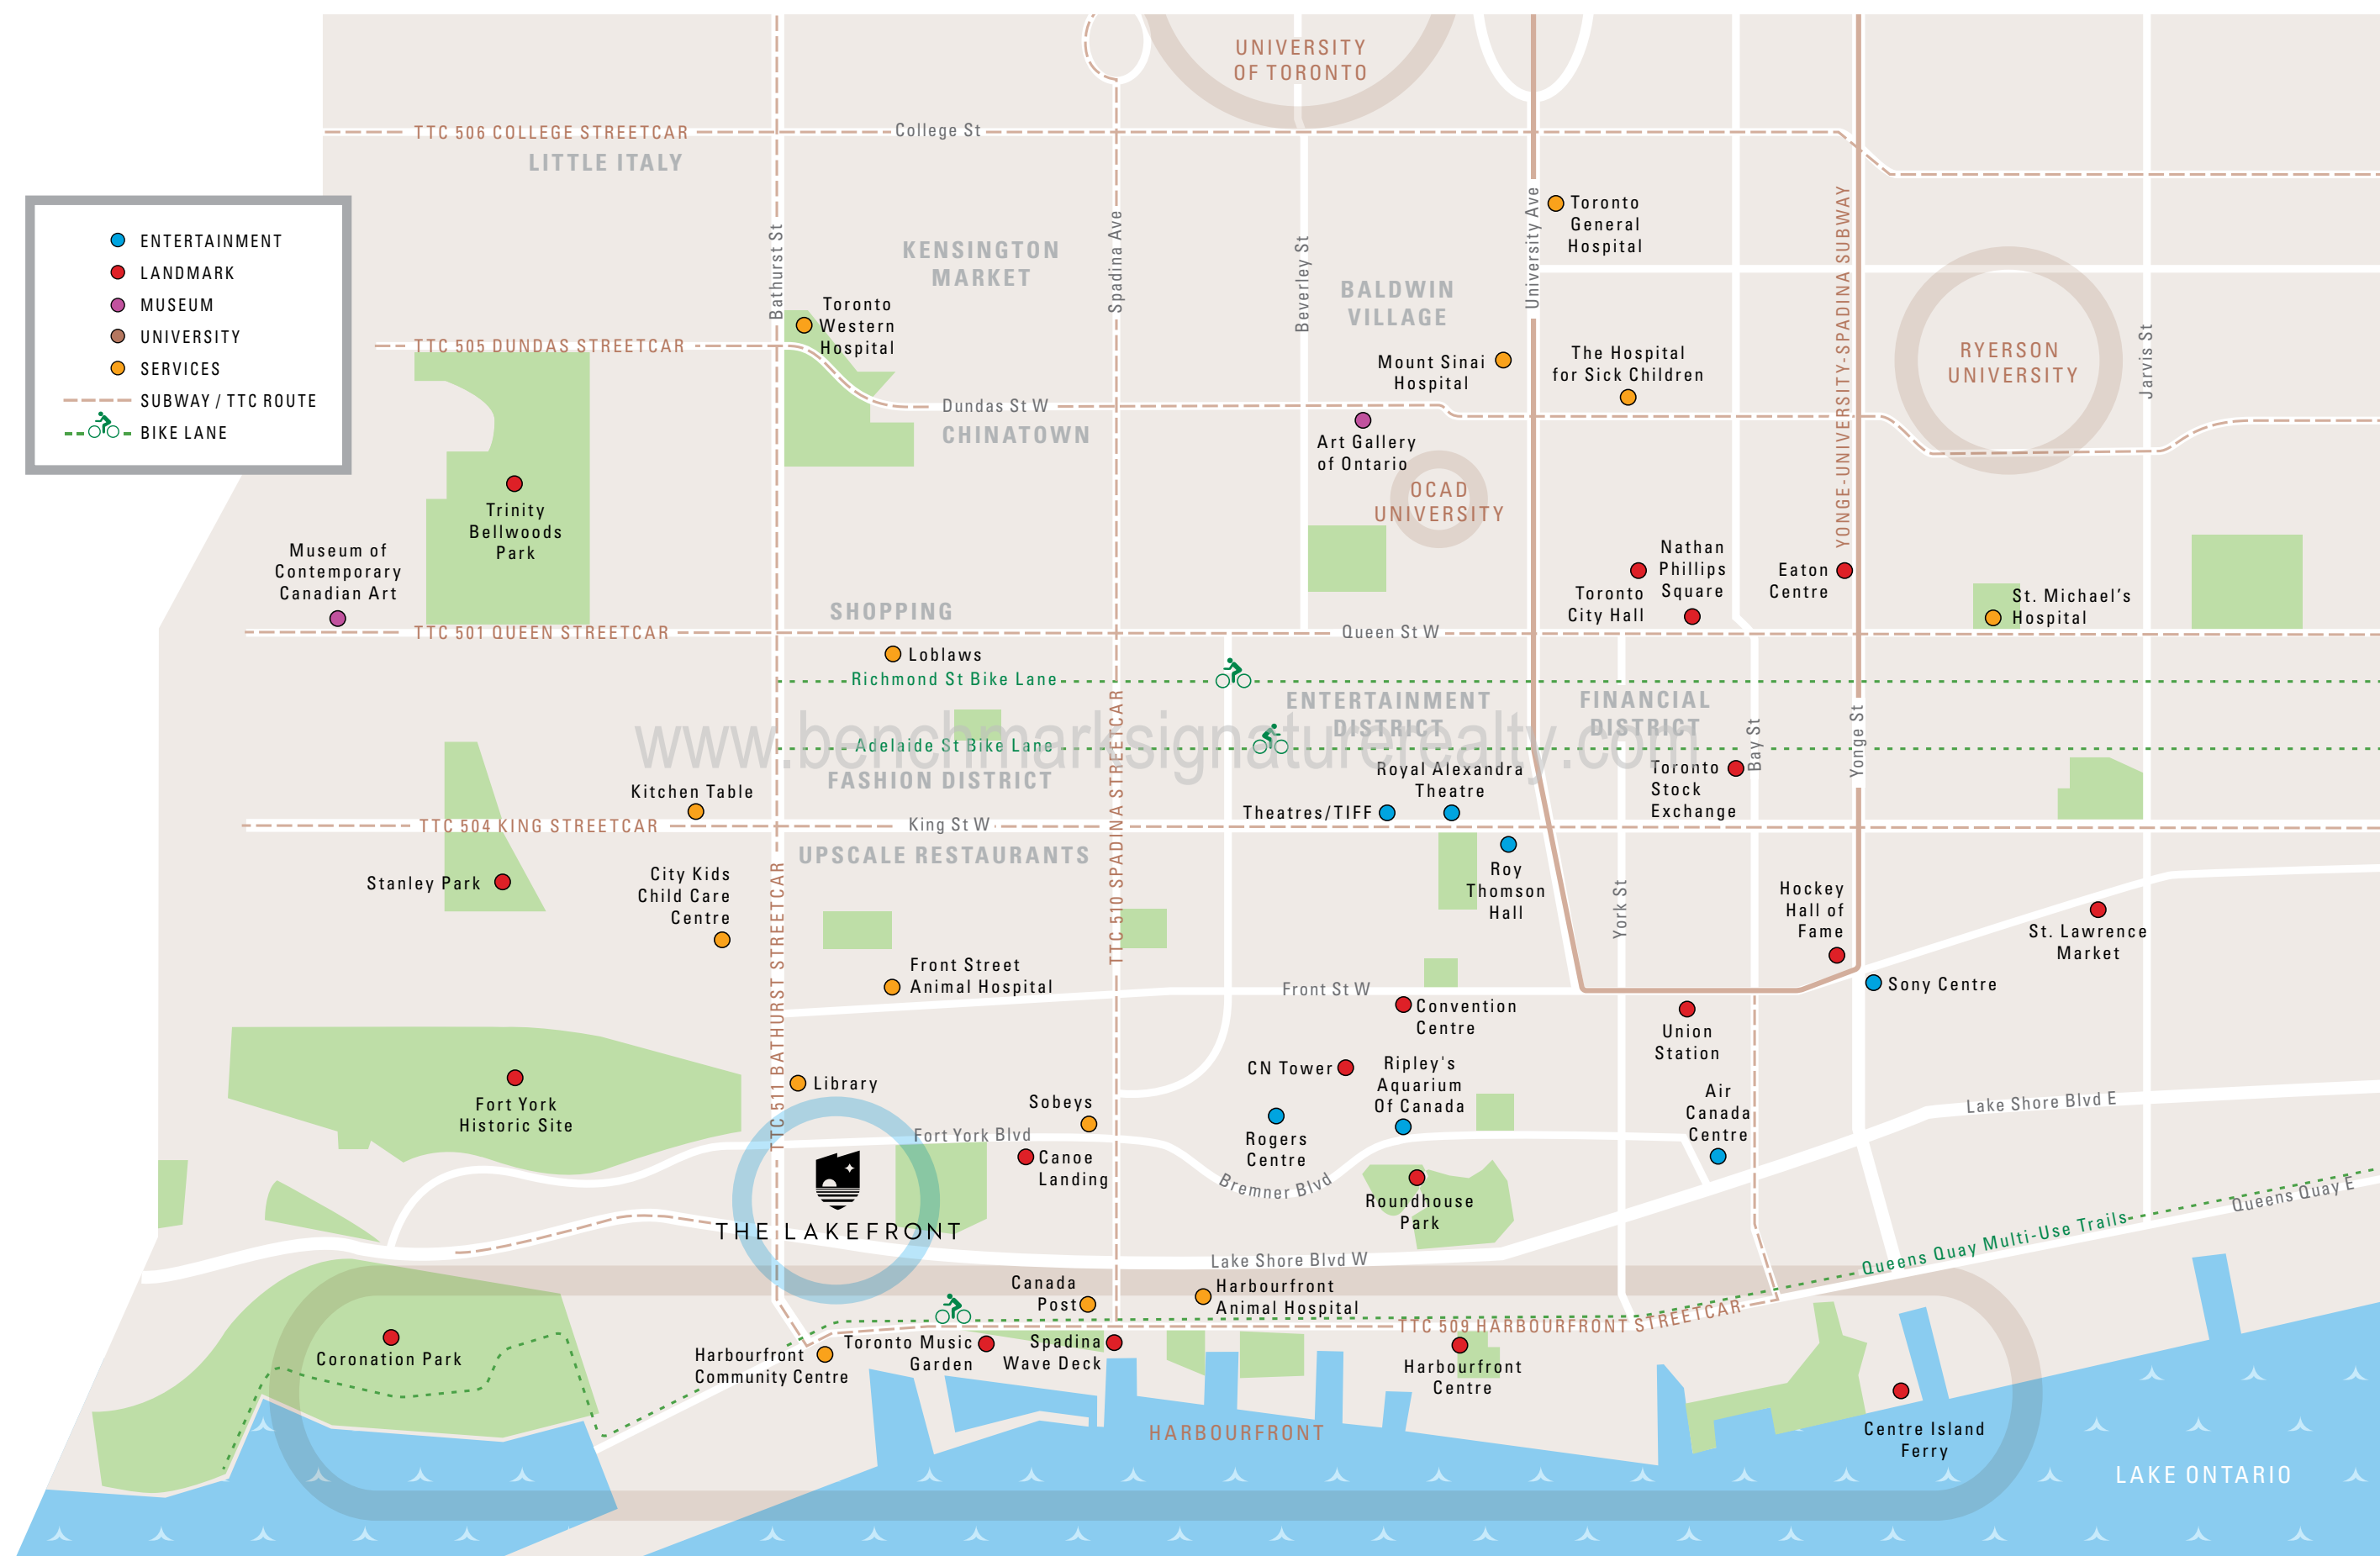 UNIVERSITY
OF TORONTO
TTC 506 COLLEGE STREETCAR
College St
LITTLE ITALY
ENTERTAINMENT
LANDMARK
MUSEUM
UNIVERSITY
SERVICES
SUBWAY / TTC ROUTE
BIKE LANE
Bathurst St
Spadina Ave
Beverley St
University Ave
YONGE-UNIVERSITY-SPADINA SUBWAY
Jarvis St
Toronto
General
Hospital
KENSINGTON
MARKET
BALDWIN
VILLAGE
Toronto
Western
Hospital
TTC 505 DUNDAS STREETCAR
Mount Sinai
Hospital
The Hospital
for Sick Children
RYERSON
UNIVERSITY
Dundas St W
CHINATOWN
Art Gallery
of Ontario
OCAD
UNIVERSITY
Trinity
Bellwoods
Park
Museum of
Contemporary
Canadian Art
Nathan
Phillips
Square
Toronto
City Hall
Eaton
Centre
St. Michael's
Hospital
SHOPPING
TTC 501 QUEEN STREETCAR
Queen St W
Loblaws
Richmond St Bike Lane
ENTERTAINMENT
DISTRICT
FINANCIAL
DISTRICT
www.benchmarksignaturerealty.com
Adelaide St Bike Lane
FASHION DISTRICT
TTC 510 SPADINA STREETCAR
Bay St
Yonge St
Royal Alexandra
Theatre
Toronto
Stock
Exchange
Kitchen Table
Theatres/TIFF
TTC 504 KING STREETCAR
King St W
UPSCALE RESTAURANTS
Roy
Thomson
Hall
Stanley Park
City Kids
Child Care
Centre
TTC 511 BATHURST STREETCAR
York St
Hockey
Hall of
Fame
St. Lawrence
Market
Front Street
Animal Hospital
Front St W
Sony Centre
Convention
Centre
Union
Station
CN Tower
Ripley's
Aquarium
Of Canada
Library
Sobeys
Air
Canada
Centre
Lake Shore Blvd E
Fort York
Historic Site
Fort York Blvd
Rogers
Centre
Canoe
Landing
Bremner Blvd
Roundhouse
Park
THE LAKEFRONT
Lake Shore Blvd W
Queens Quay Multi-Use Trails
Queens Quay E
Canada
Post
Harbourfront
Animal Hospital
TTC 509 HARBOURFRONT STREETCAR
Coronation Park
Harbourfront
Community Centre
Toronto Music
Garden
Spadina
Wave Deck
Harbourfront
Centre
HARBOURFRONT
Centre Island
Ferry
LAKE ONTARIO